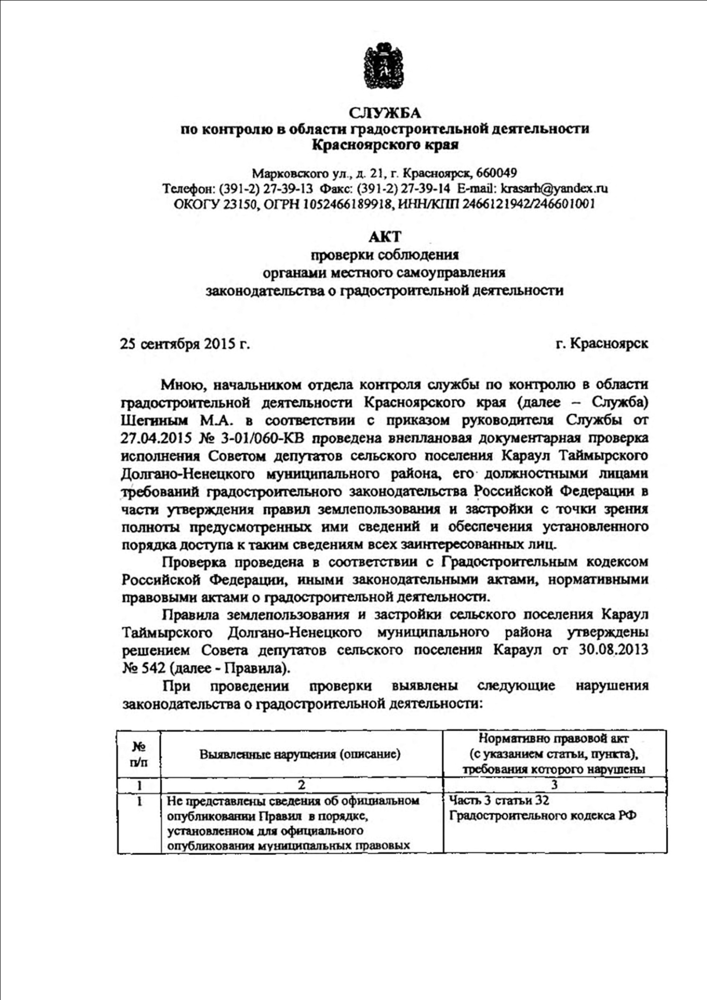 СЛУЖБА
по контролю в области градостроительной деятельности
Красноярского края
Марковского ул., д. 21, г. Красноярск, 660049
Телефон: (391-2) 27-39-13 Факс: (391-2) 27-39-14 E-mail: krasarh@yandex.ru
ОКОГУ 23150, ОГРН 1052466189918, ИНН/КПП 2466121942/246601001
АКТ
проверки соблюдения
органами местного самоуправления
законодательства о градостроительной деятельности
25 сентября 2015 г. г. Красноярск
Мною, начальником отдела контроля службы по контролю в области
градостроительной деятельности Красноярского края (далее – Служба)
Шегиным М.А. в соответствии с приказом руководителя Службы от
27.04.2015 № 3-01/060-КВ проведена внеплановая документарная проверка
исполнения Советом депутатов сельского поселения Караул Таймырского
Долгано-Ненецкого муниципального района, его должностными лицами
требований градостроительного законодательства Российской Федерации в
части утверждения правил землепользования и застройки с точки зрения
полноты предусмотренных ими сведений и обеспечения установленного
порядка доступа к таким сведениям всех заинтересованных лиц.
Проверка проведена в соответствии с Градостроительным кодексом
Российской Федерации, иными законодательными актами, нормативными
правовыми актами о градостроительной деятельности.
Правила землепользования и застройки сельского поселения Караул
Таймырского Долгано-Ненецкого муниципального района утверждены
решением Совета депутатов сельского поселения Караул от 30.08.2013
№ 542 (далее - Правила).
При проведении проверки выявлены следующие нарушения
законодательства о градостроительной деятельности:
№
п/п
Выявленные нарушения (описание)
Нормативно правовой акт
(с указанием статьи, пункта),
требования которого нарушены
1 2 3
1
Не представлены сведения об официальном
опубликовании Правил в порядке,
установленном для официального
опубликования муниципальных правовых
Часть 3 статьи 32
Градостроительного кодекса РФ